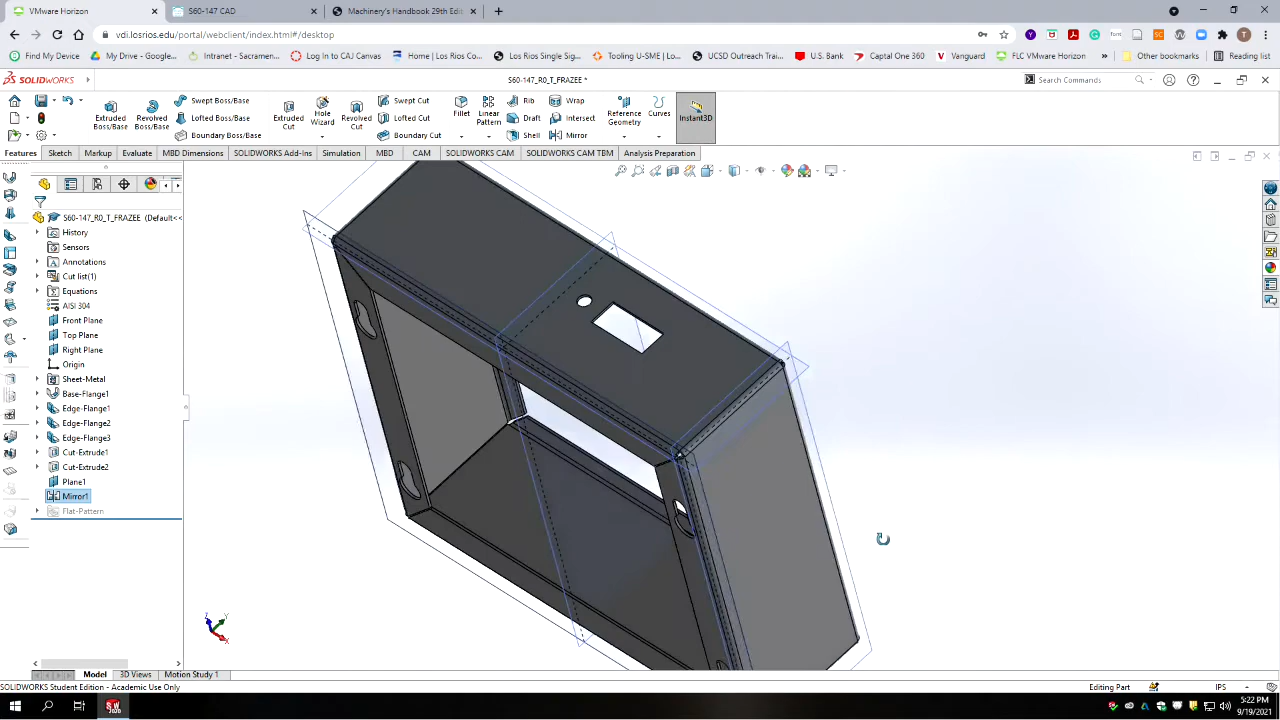 VMware Horizon
S60-147 CAD
Machinery's Handbook 29th Edi
vdi.losrios.edu/portal/webclient/index.html#/desktop
Find My Device
My Drive - Google...
Intranet - Sacramen...
Log In to CAJ Canvas
Home | Los Rios Co...
Los Rios Single Sig...
Tooling U-SME | Lo...
UCSD Outreach Tra...
U.S. Bank
Captal One 360
Vanguard
FLC VMware Horizon
»
Other bookmarks
Reading list
SOLIDWORKS
S60-147_R0_T_FRAZEE *
Search Commands
Extruded Boss/Base
Revolved Boss/Base
Swept Boss/Base
Lofted Boss/Base
Boundary Boss/Base
Extruded Cut
Hole Wizard
Revolved Cut
Swept Cut
Lofted Cut
Boundary Cut
Fillet
Linear Pattern
Rib
Draft
Shell
Wrap
Intersect
Mirror
Reference Geometry
Curves
Instant3D
Features
Sketch
Markup
Evaluate
MBD Dimensions
SOLIDWORKS Add-Ins
Simulation
MBD
CAM
SOLIDWORKS CAM
SOLIDWORKS CAM TBM
Analysis Preparation
S60-147_R0_T_FRAZEE (Default<<
History
Sensors
Annotations
Cut list(1)
Equations
AISI 304
Front Plane
Top Plane
Right Plane
Origin
Sheet-Metal
Base-Flange1
Edge-Flange1
Edge-Flange2
Edge-Flange3
Cut-Extrude1
Cut-Extrude2
Plane1
Mirror1
Flat-Pattern
Z
Y
X
Model
3D Views
Motion Study 1
SOLIDWORKS Student Edition - Academic Use Only
Editing Part
IPS
5:22 PM
9/19/2021